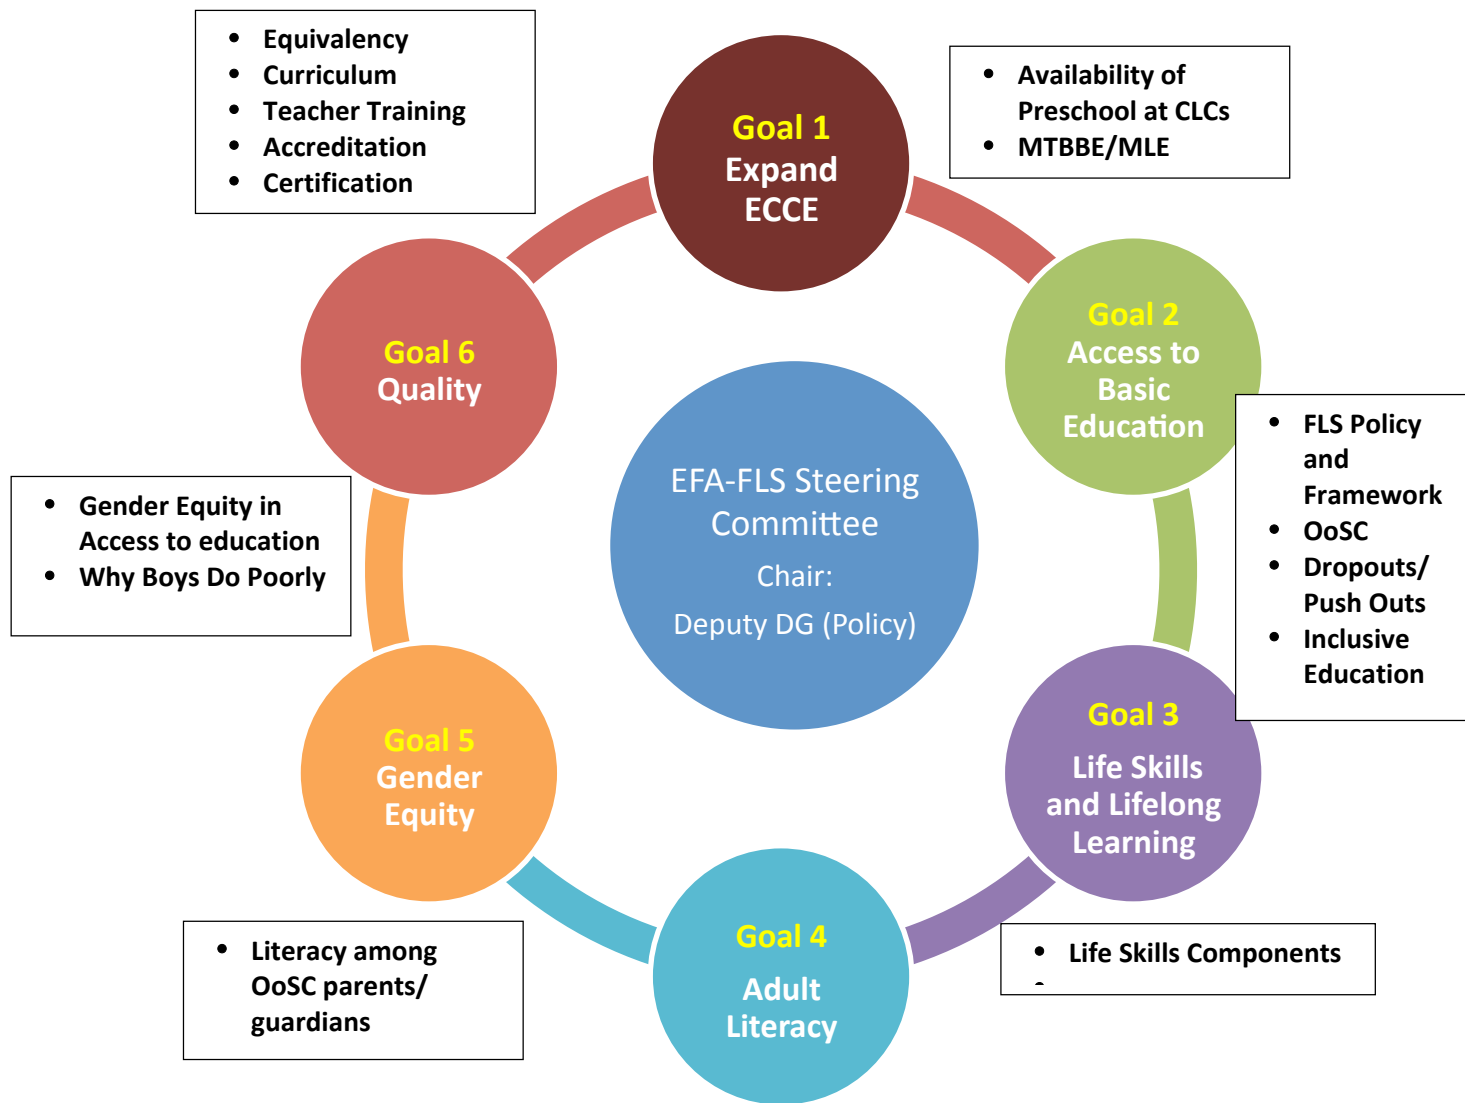 • Equivalency
• Curriculum
• Teacher Training
• Accreditation
• Certification
Goal 1
Expand
ECCE
• Availability of
Preschool at CLCs
• MTBBE/MLE
Goal 2
Access to
Basic
Education
• FLS Policy
and
Framework
• OoSC
• Dropouts/
Push Outs
• Inclusive
Education
Goal 3
Life Skills
and Lifelong
Learning
• Life Skills Components
Goal 4
Adult
Literacy
• Literacy among
OoSC parents/
guardians
Goal 5
Gender
Equity
• Gender Equity in
Access to education
• Why Boys Do Poorly
Goal 6
Quality
EFA-FLS Steering
Committee
Chair:
Deputy DG (Policy)